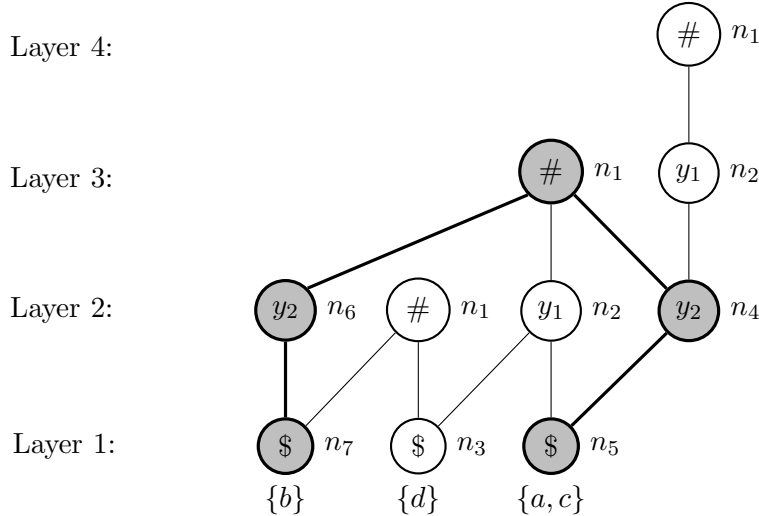 Layer 4: # n₁
Layer 3: # n₁ y₁ n₂
Layer 2: y₂ n₆ # n₁ y₁ n₂ y₂ n₄
Layer 1: $ n₇ $ n₃ $ n₅
{b} {d} {a, c}